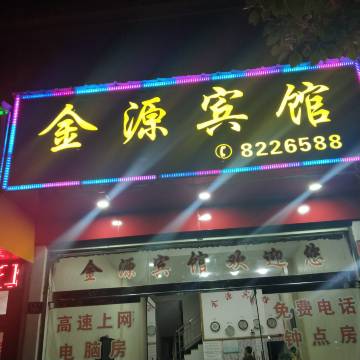 金源宾馆
8226588
金源宾馆欢迎您
高速上网
电脑房
免费电话
钟点房